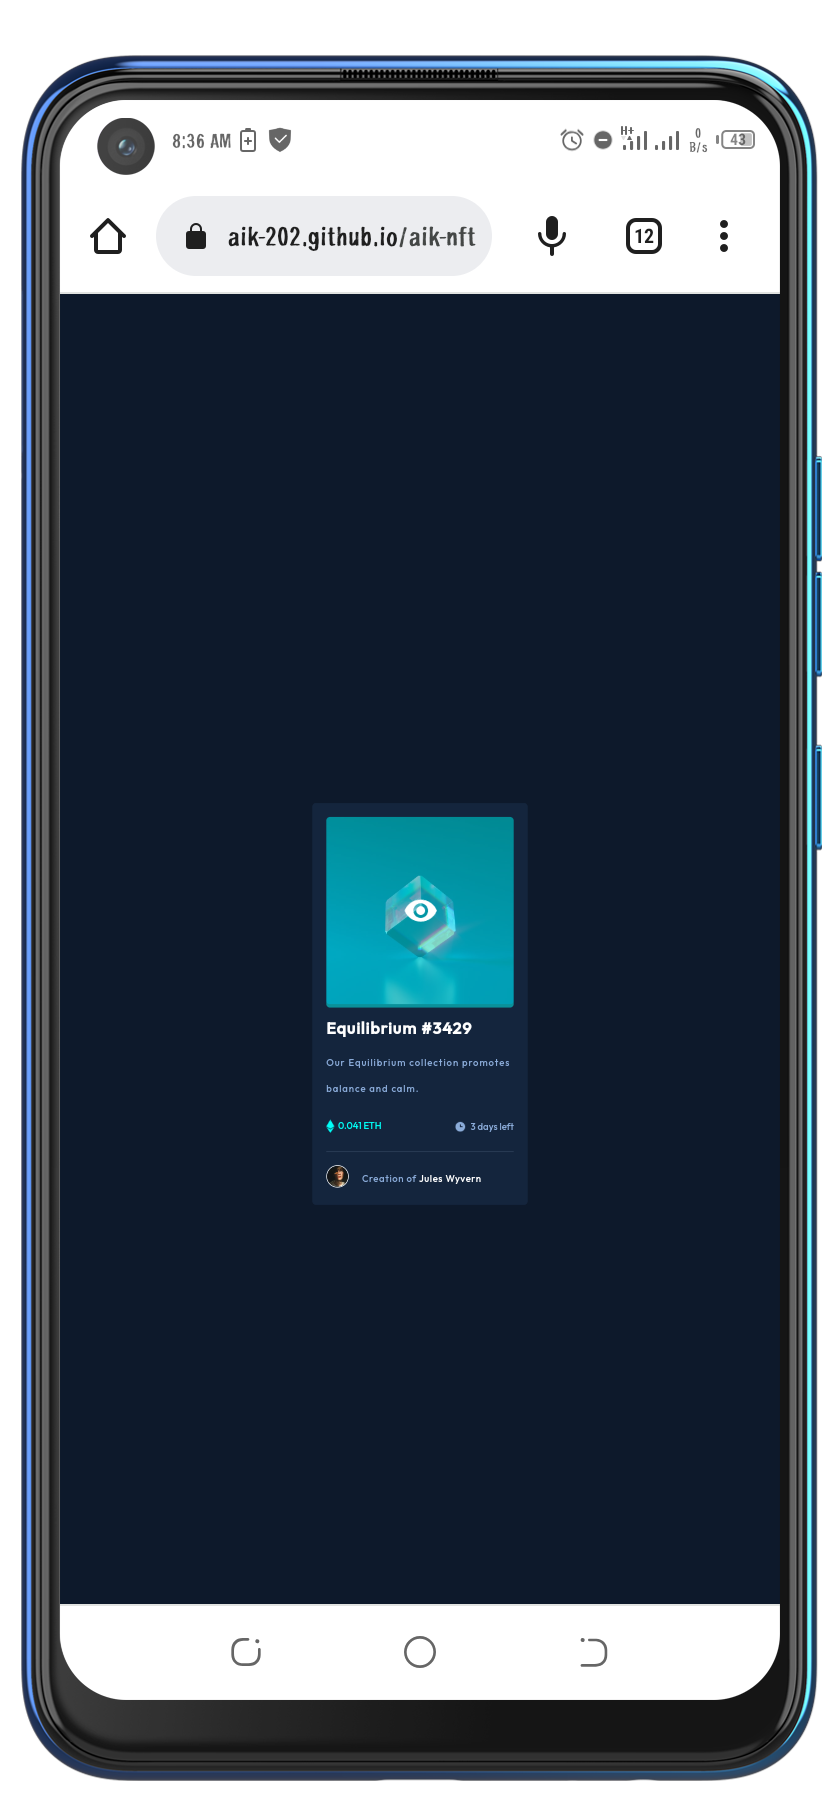 8:36 AM
H+
0
B/s
43
aik-202.github.io/aik-nft
12
Equilibrium #3429
Our Equilibrium collection promotes
balance and calm.
0.041 ETH
3 days left
Creation of Jules Wyvern